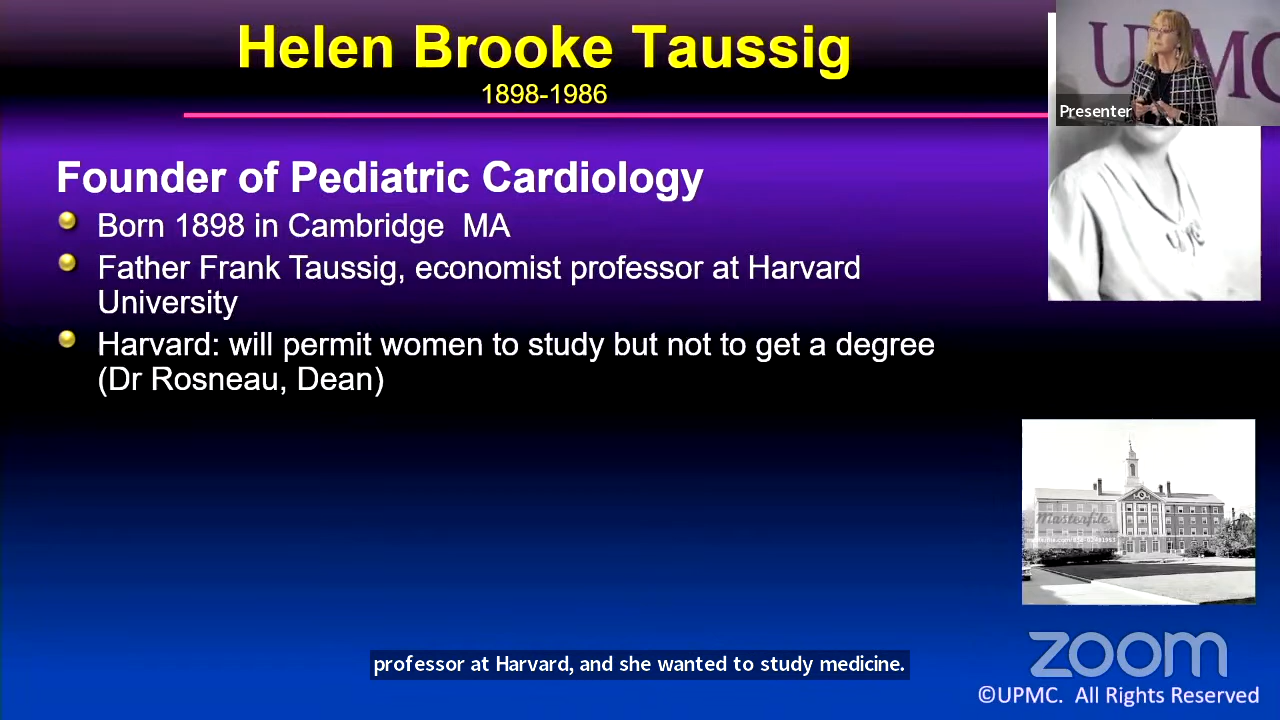 Helen Brooke Taussig
1898-1986
UPMC
Presenter
Founder of Pediatric Cardiology
Born 1898 in Cambridge MA
Father Frank Taussig, economist professor at Harvard
University
Harvard: will permit women to study but not to get a degree
(Dr Rosneau, Dean)
Masterfile
professor at Harvard, and she wanted to study medicine.
zoom
©UPMC. All Rights Reserved